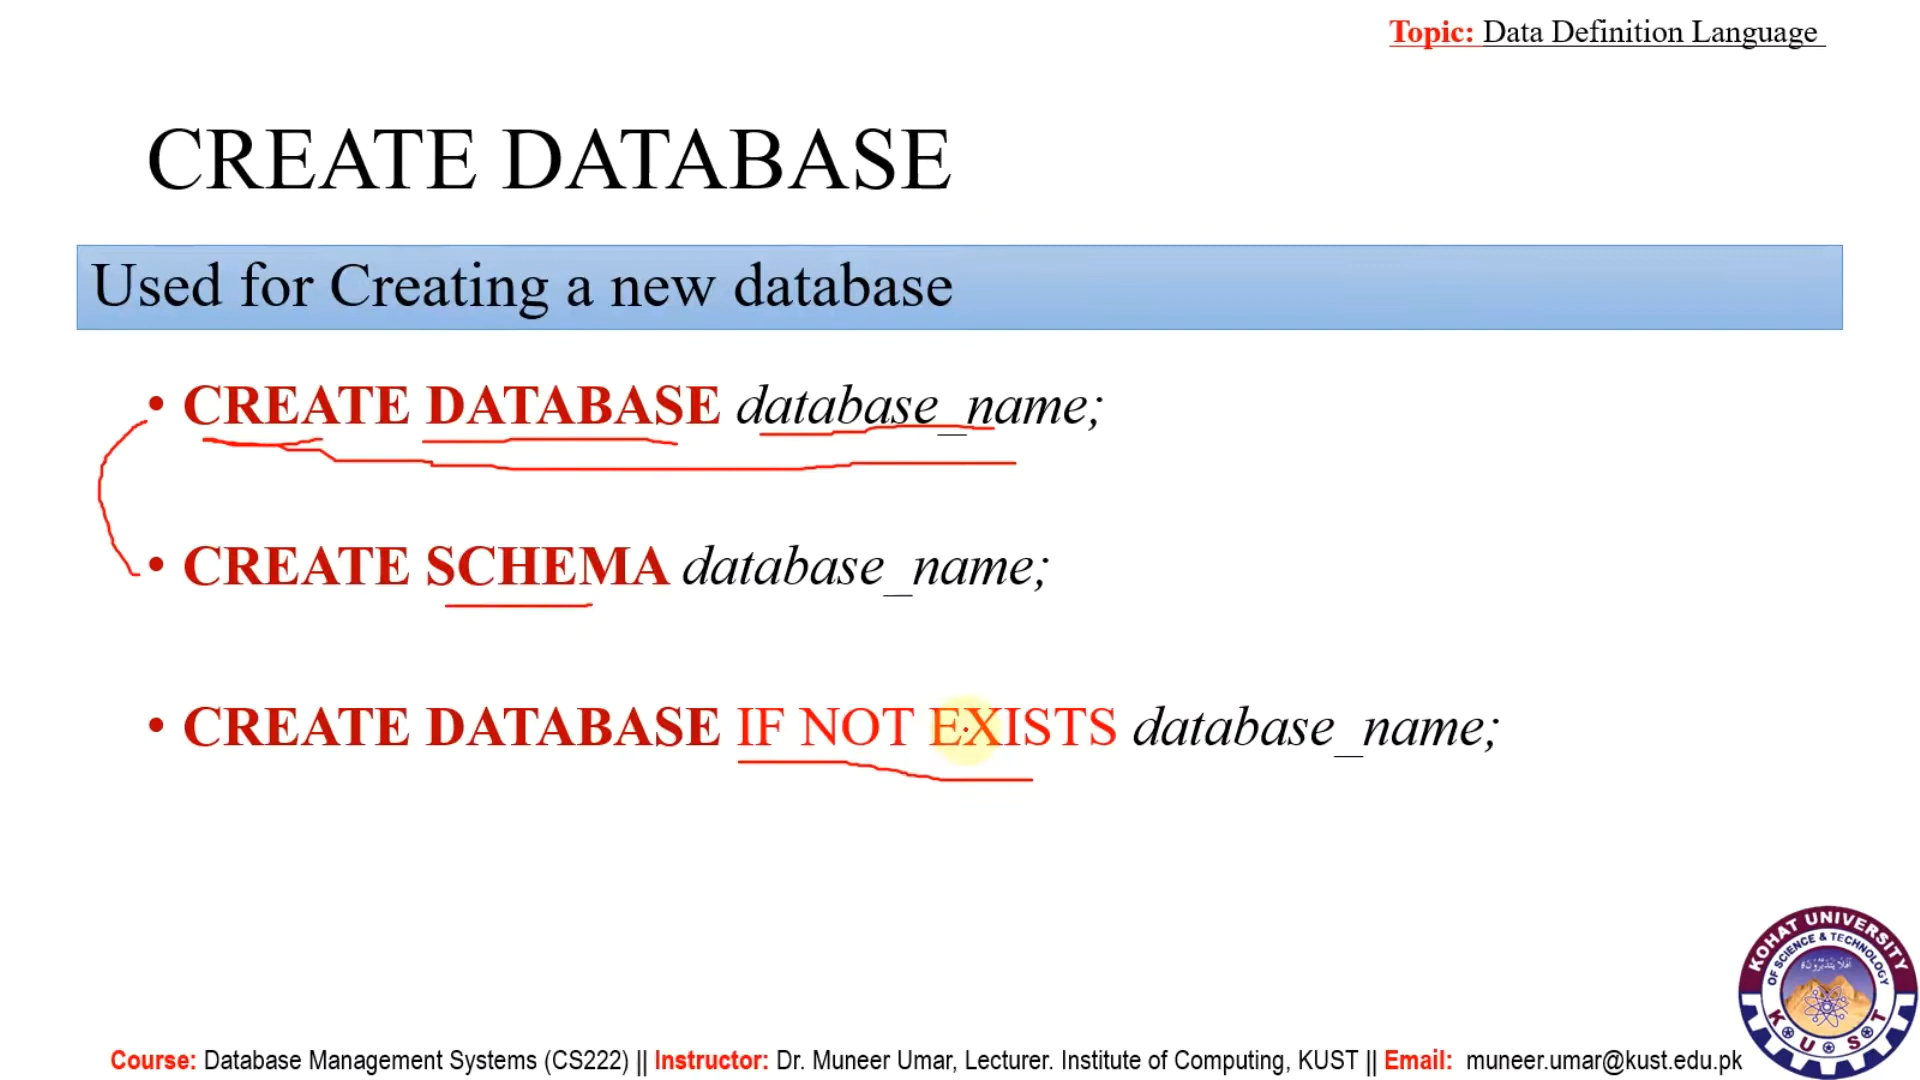 Topic: Data Definition Language
CREATE DATABASE
Used for Creating a new database
• CREATE DATABASE database_name;
• CREATE SCHEMA database_name;
• CREATE DATABASE IF NOT EXISTS database_name;
KOHAT UNIVERSITY
OF SCIENCE & TECHNOLOGY
K U S T
Course: Database Management Systems (CS222) || Instructor: Dr. Muneer Umar, Lecturer. Institute of Computing, KUST || Email: muneer.umar@kust.edu.pk